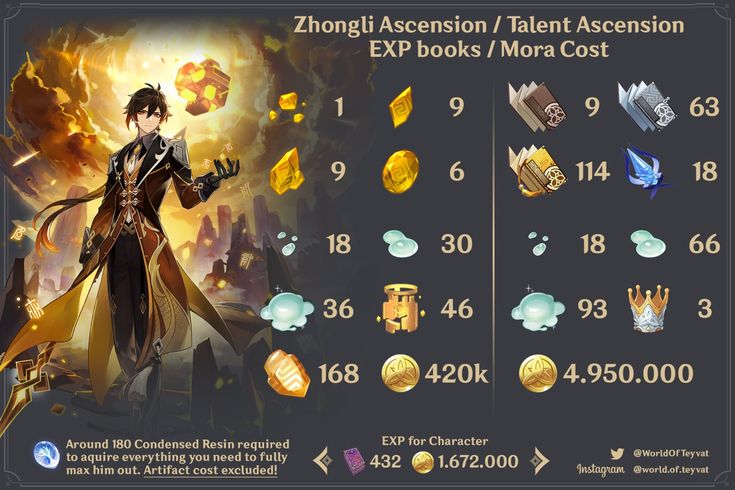 Zhongli Ascension / Talent Ascension
EXP books / Mora Cost
1 9 9 63
9 6 114 18
18 30 18 66
36 46 93 3
168 420k 4.950.000
Around 180 Condensed Resin required
to aquire everything you need to fully
max him out. Artifact cost excluded!
EXP for Character
432 1.672.000
@WorldOfTeyvat
Instagram @world.of.teyvat